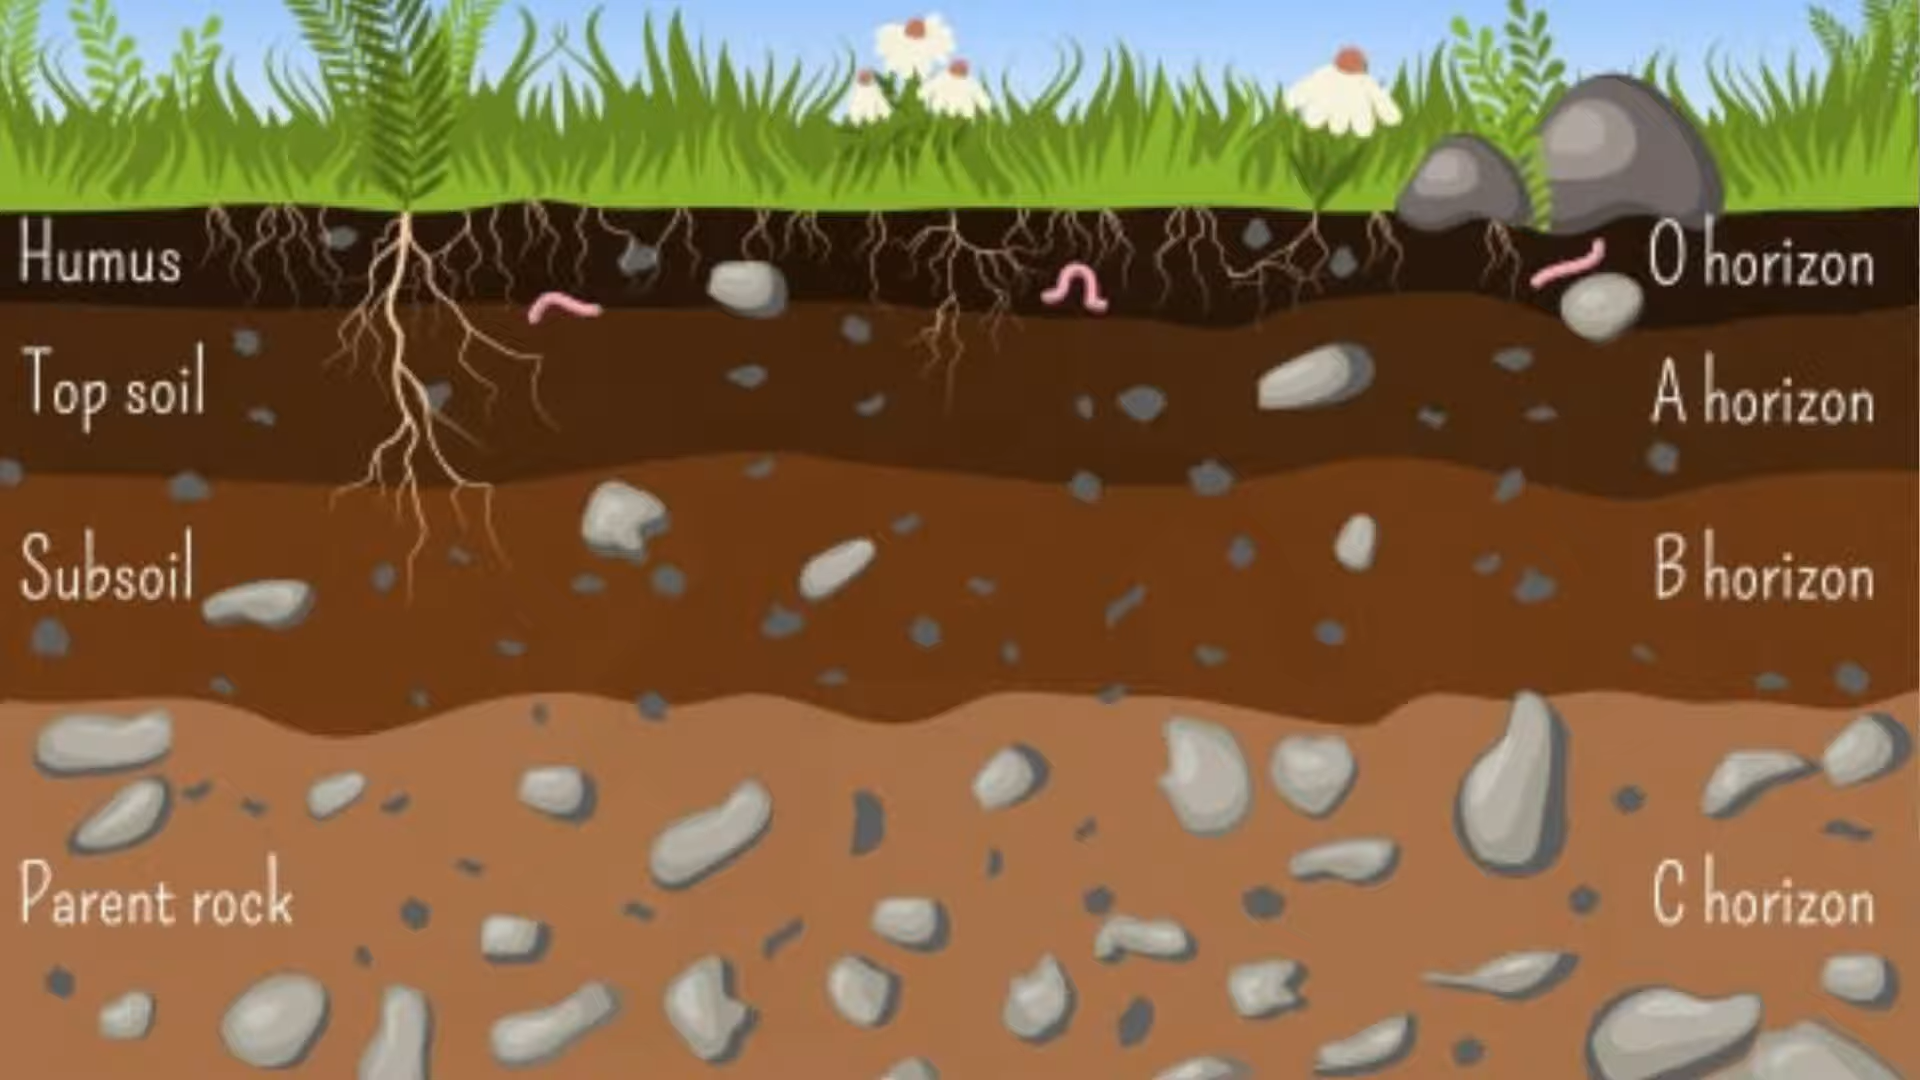 Humus
O horizon
Top soil
A horizon
Subsoil
B horizon
Parent rock
C horizon